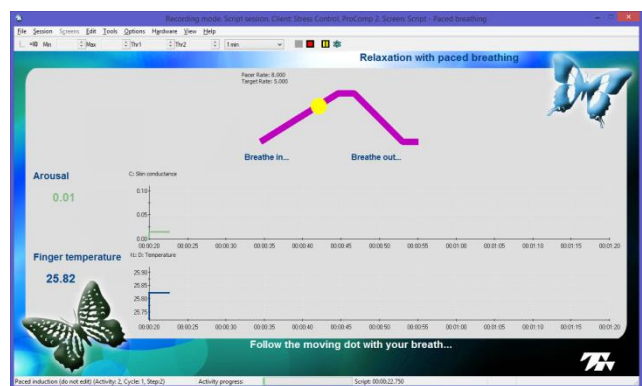 Recording mode. Script session. Client: Stress Control. ProComp 2. Screen: Script - Paced breathing
File Session Screens Edit Tools Options Hardware View Help
Min Max Thr1 Thr2 1 min
Relaxation with paced breathing
Pacer Rate: 8.000
Target Rate: 5.000
Breathe in... Breathe out...
Arousal
0.01
C: Skin conductance
0.10
0.05
0.00
00:00:20 00:00:25 00:00:30 00:00:35 00:00:40 00:00:45 00:00:50 00:00:55 00:01:00 00:01:05 00:01:10 00:01:15 00:01:20
Finger temperature
25.82
D: Temperature
25.90
25.85
25.80
25.75
00:00:20 00:00:25 00:00:30 00:00:35 00:00:40 00:00:45 00:00:50 00:00:55 00:01:00 00:01:05 00:01:10 00:01:15 00:01:20
Follow the moving dot with your breath...
Paced induction (do not edit) (Activity: 2, Cycle: 1, Step:2) Activity progress: Script: 00:00:22.750